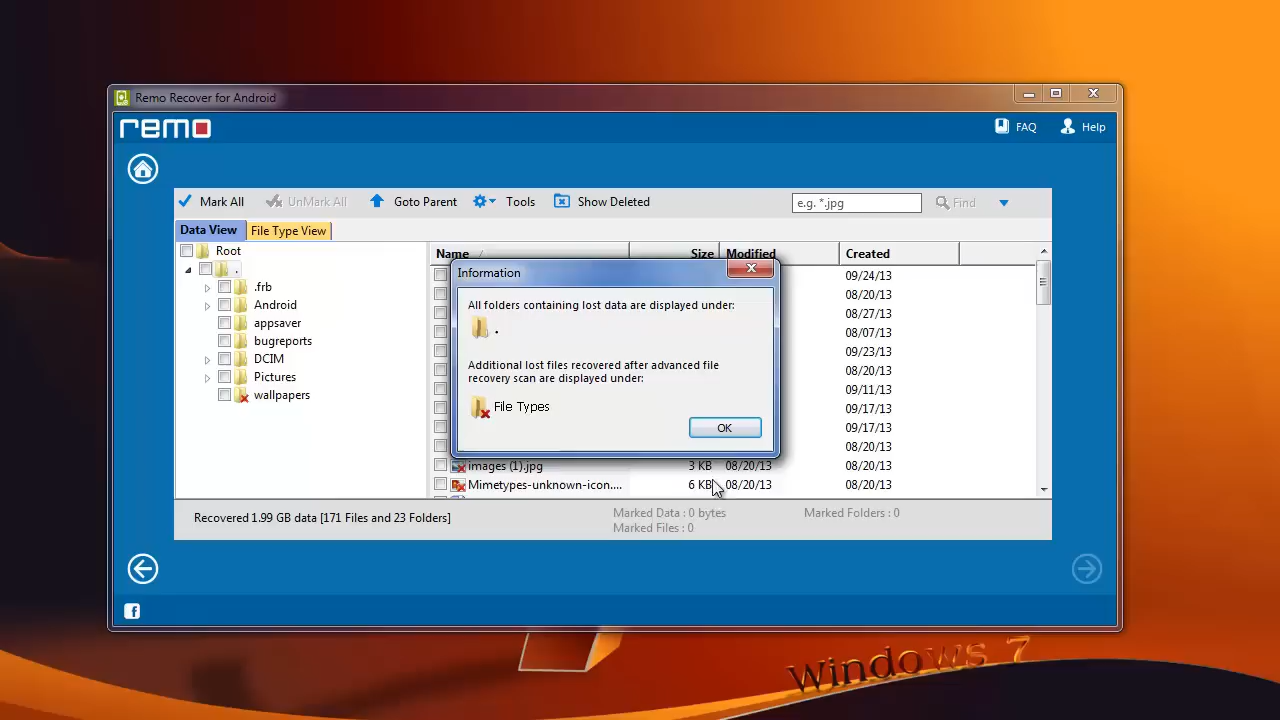 Remo Recover for Android
remo
FAQ
Help
Mark All
UnMark All
Goto Parent
Tools
Show Deleted
e.g. *.jpg
Find
Data View
File Type View
Root
.
.frb
Android
appsaver
bugreports
DCIM
Pictures
wallpapers
Name
Size
Modified
Created
09/24/13
08/20/13
08/27/13
08/07/13
09/23/13
08/20/13
09/11/13
09/17/13
09/17/13
08/20/13
images (1).jpg 3 KB 08/20/13 08/20/13
Mimetypes-unknown-icon.... 6 KB 08/20/13 08/20/13
Information
All folders containing lost data are displayed under:
.
Additional lost files recovered after advanced file
recovery scan are displayed under:
File Types
OK
Recovered 1.99 GB data [171 Files and 23 Folders]
Marked Data : 0 bytes
Marked Files : 0
Marked Folders : 0
f
Windows 7